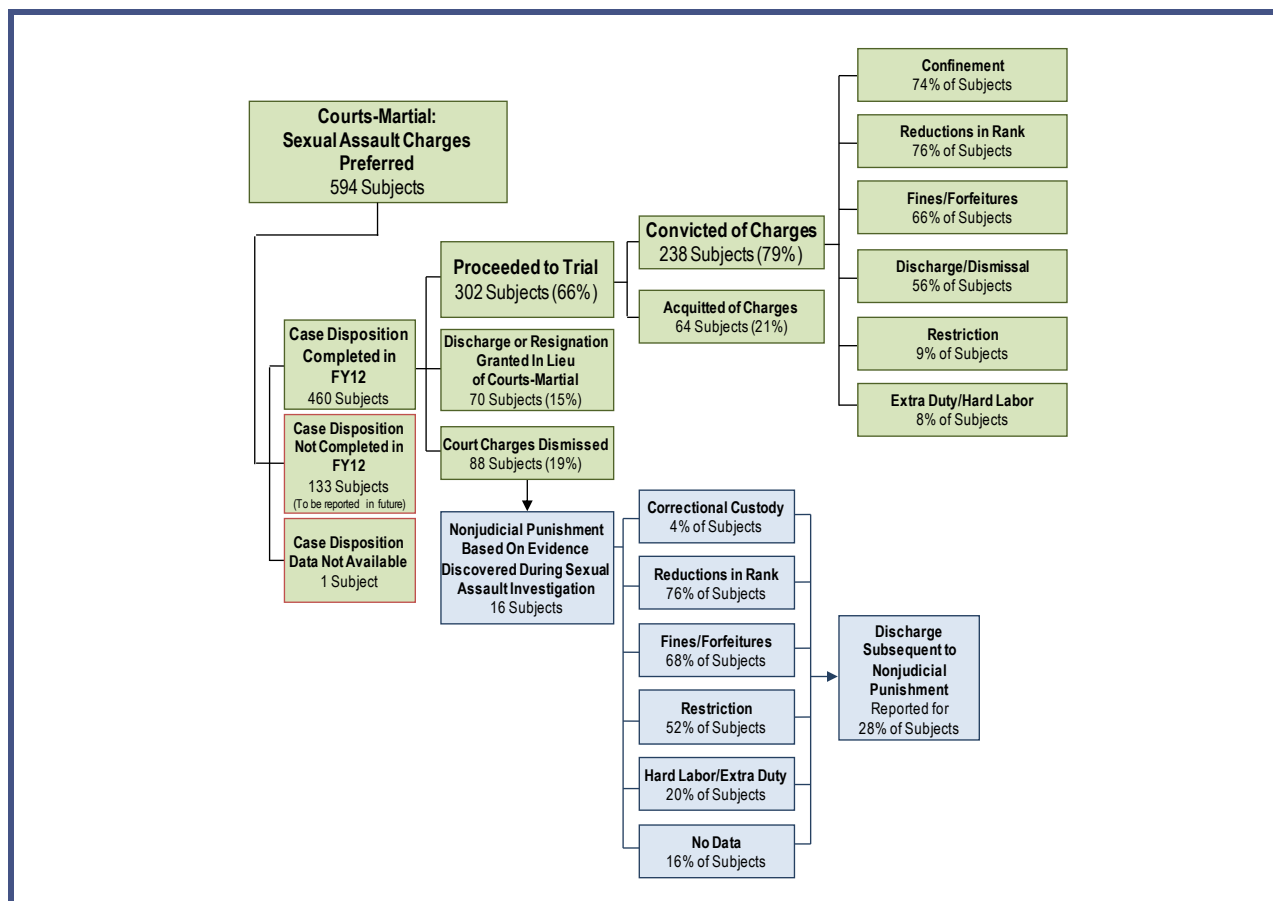 Courts-Martial:
Sexual Assault Charges
Preferred
594 Subjects
Case Disposition
Completed in
FY12
460 Subjects
Case Disposition
Not Completed in
FY12
133 Subjects
(To be reported in future)
Case Disposition
Data Not Available
1 Subject
Proceeded to Trial
302 Subjects (66%)
Discharge or Resignation
Granted In Lieu
of Courts-Martial
70 Subjects (15%)
Court Charges Dismissed
88 Subjects (19%)
Convicted of Charges
238 Subjects (79%)
Acquitted of Charges
64 Subjects (21%)
Confinement
74% of Subjects
Reductions in Rank
76% of Subjects
Fines/Forfeitures
66% of Subjects
Discharge/Dismissal
56% of Subjects
Restriction
9% of Subjects
Extra Duty/Hard Labor
8% of Subjects
Nonjudicial Punishment
Based On Evidence
Discovered During Sexual
Assault Investigation
16 Subjects
Correctional Custody
4% of Subjects
Reductions in Rank
76% of Subjects
Fines/Forfeitures
68% of Subjects
Restriction
52% of Subjects
Hard Labor/Extra Duty
20% of Subjects
No Data
16% of Subjects
Discharge
Subsequent to
Nonjudicial
Punishment
Reported for
28% of Subjects